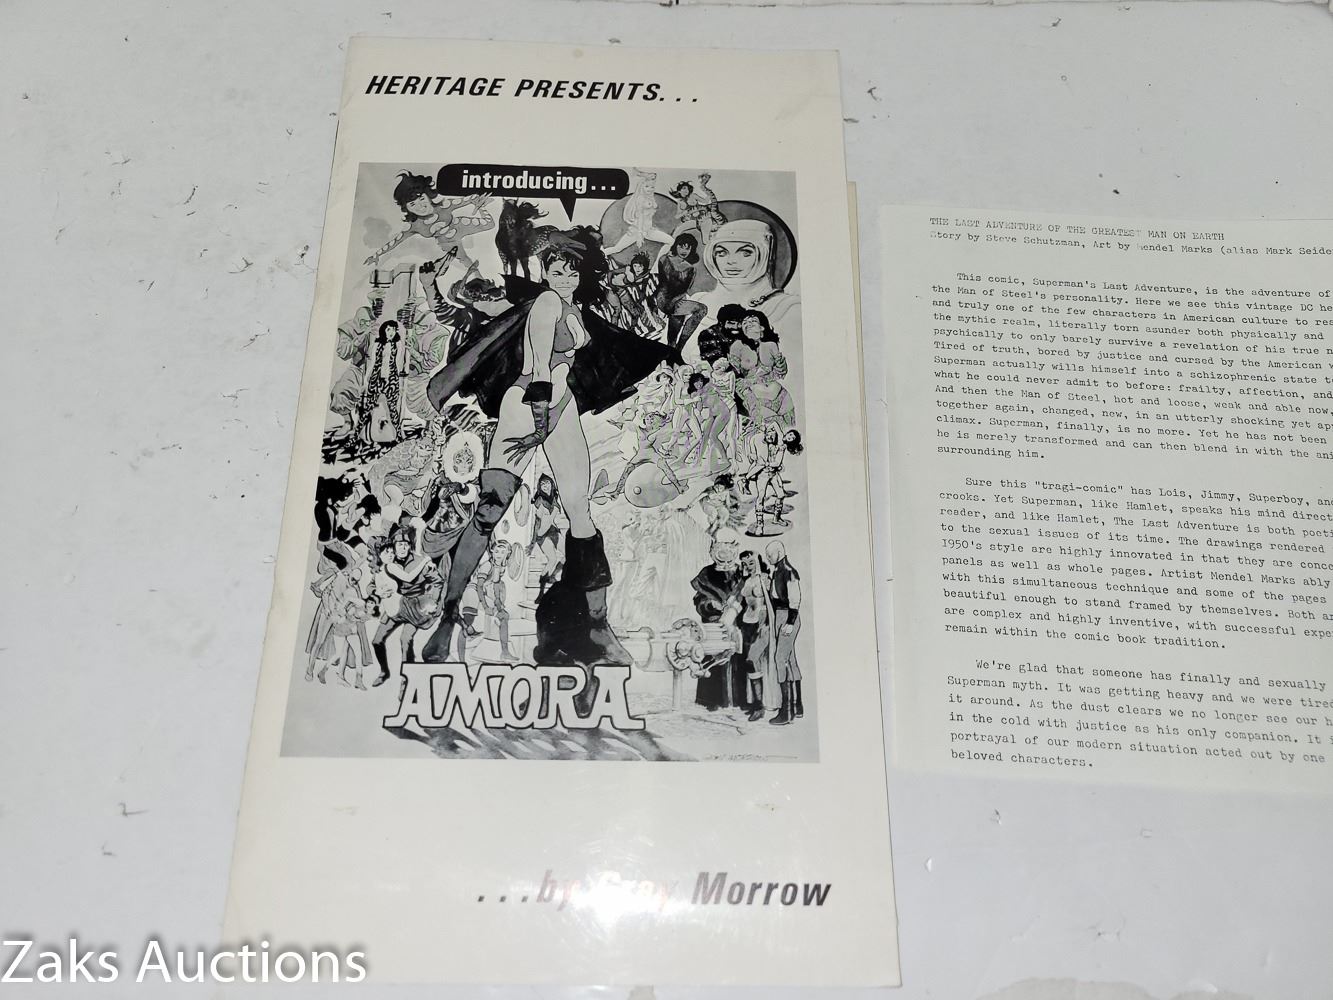 HERITAGE PRESENTS...
introducing...
AMORA
...by Gray Morrow
THE LAST ADVENTURE OF THE GREATEST MAN ON EARTH
Story by Steve Schutzman, Art by Mendel Marks (alias Mark Seide
This comic, Superman's Last Adventure, is the adventure of
the Man of Steel's personality. Here we see this vintage DC he
and truly one of the few characters in American culture to res
the mythic realm, literally torn asunder both physically and
psychically to only barely survive a revelation of his true n
Tired of truth, bored by justice and cursed by the American w
Superman actually wills himself into a schizophrenic state to
what he could never admit to before: frailty, affection, and
And then the Man of Steel, hot and loose, weak and able now,
together again, changed, new, in an utterly shocking yet ap
climax. Superman, finally, is no more. Yet he has not been
he is merely transformed and can then blend in with the ani
surrounding him.
Sure this "tragi-comic" has Lois, Jimmy, Superboy, and
crooks. Yet Superman, like Hamlet, speaks his mind direct
reader, and like Hamlet, The Last Adventure is both poeti
to the sexual issues of its time. The drawings rendered
1950's style are highly innovated in that they are conce
panels as well as whole pages. Artist Mendel Marks ably
with this simultaneous technique and some of the pages
beautiful enough to stand framed by themselves. Both ar
are complex and highly inventive, with successful expe
remain within the comic book tradition.
We're glad that someone has finally and sexually
Superman myth. It was getting heavy and we were tired
it around. As the dust clears we no longer see our h
in the cold with justice as his only companion. It i
portrayal of our modern situation acted out by one
beloved characters.
Zaks Auctions